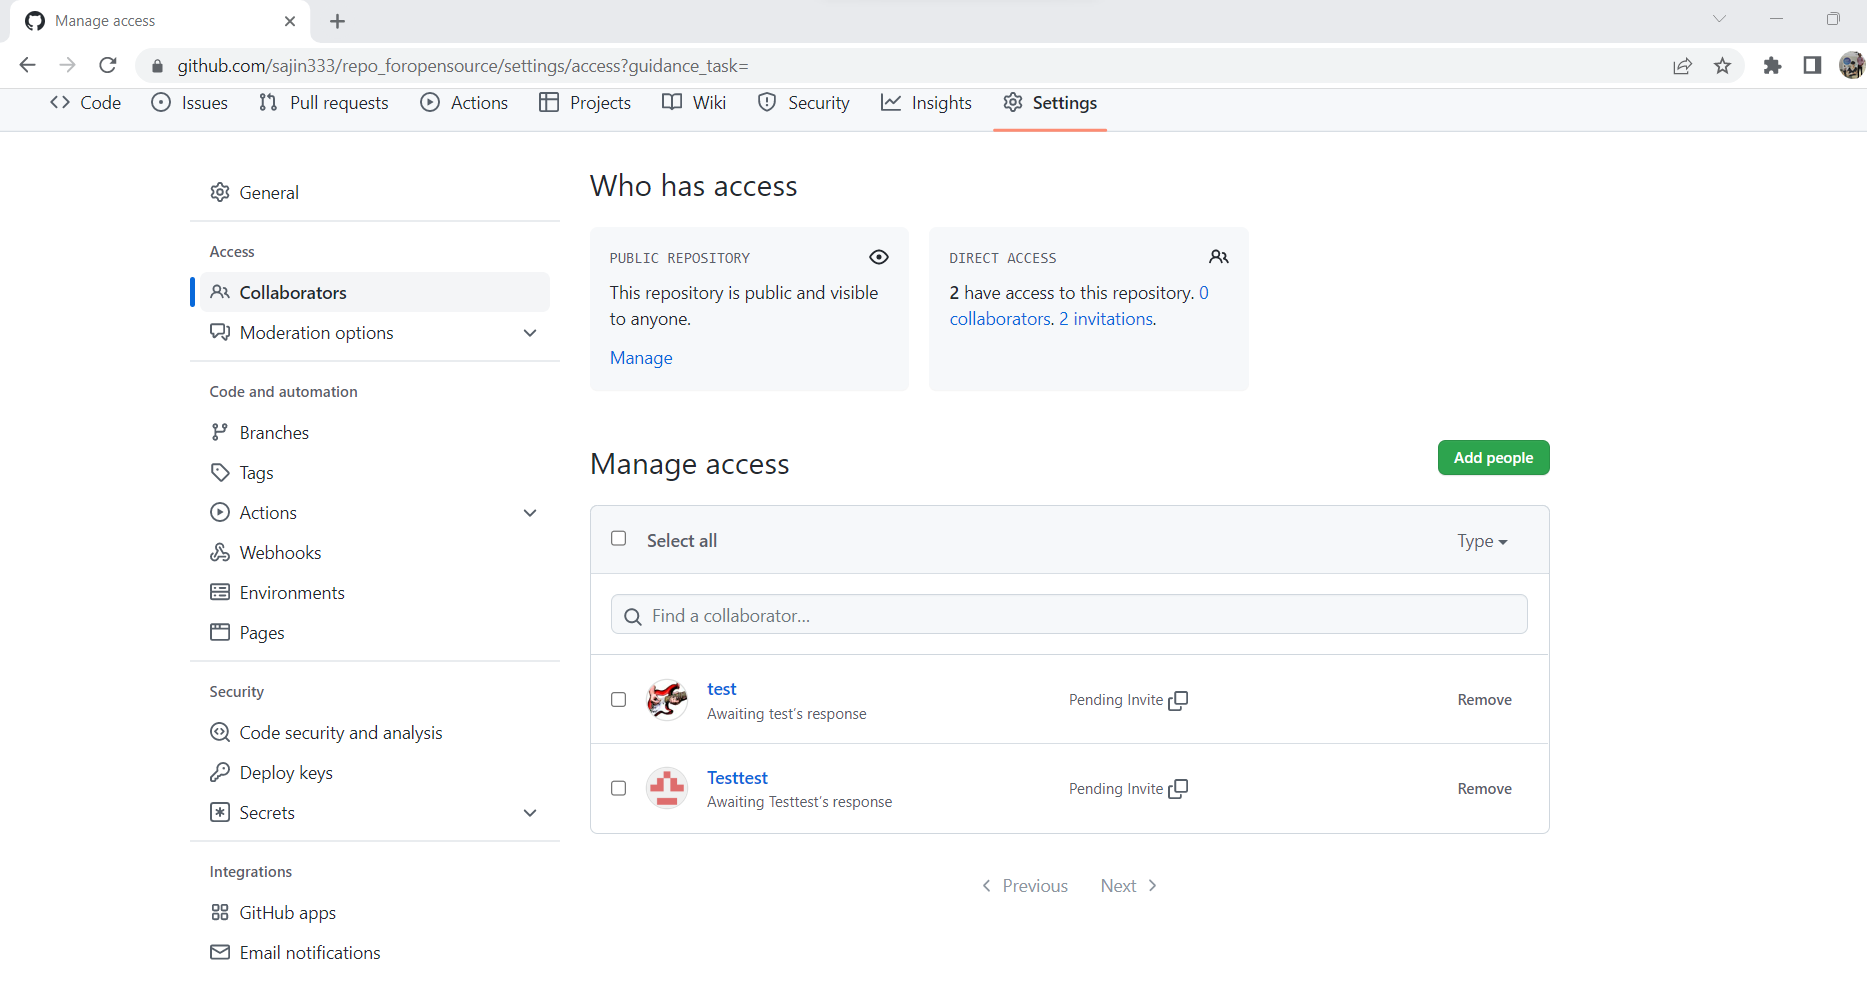 Manage access
github.com/sajin333/repo_foropensource/settings/access?guidance_task=
Code Issues Pull requests Actions Projects Wiki Security Insights Settings
General
Access
Collaborators
Moderation options
Code and automation
Branches
Tags
Actions
Webhooks
Environments
Pages
Security
Code security and analysis
Deploy keys
Secrets
Integrations
GitHub apps
Email notifications
Who has access
PUBLIC REPOSITORY
This repository is public and visible
to anyone.
Manage
DIRECT ACCESS
2 have access to this repository. 0
collaborators. 2 invitations.
Manage access
Add people
Select all
Type
Find a collaborator...
test
Awaiting test's response
Pending Invite
Remove
Testtest
Awaiting Testtest's response
Pending Invite
Remove
Previous Next